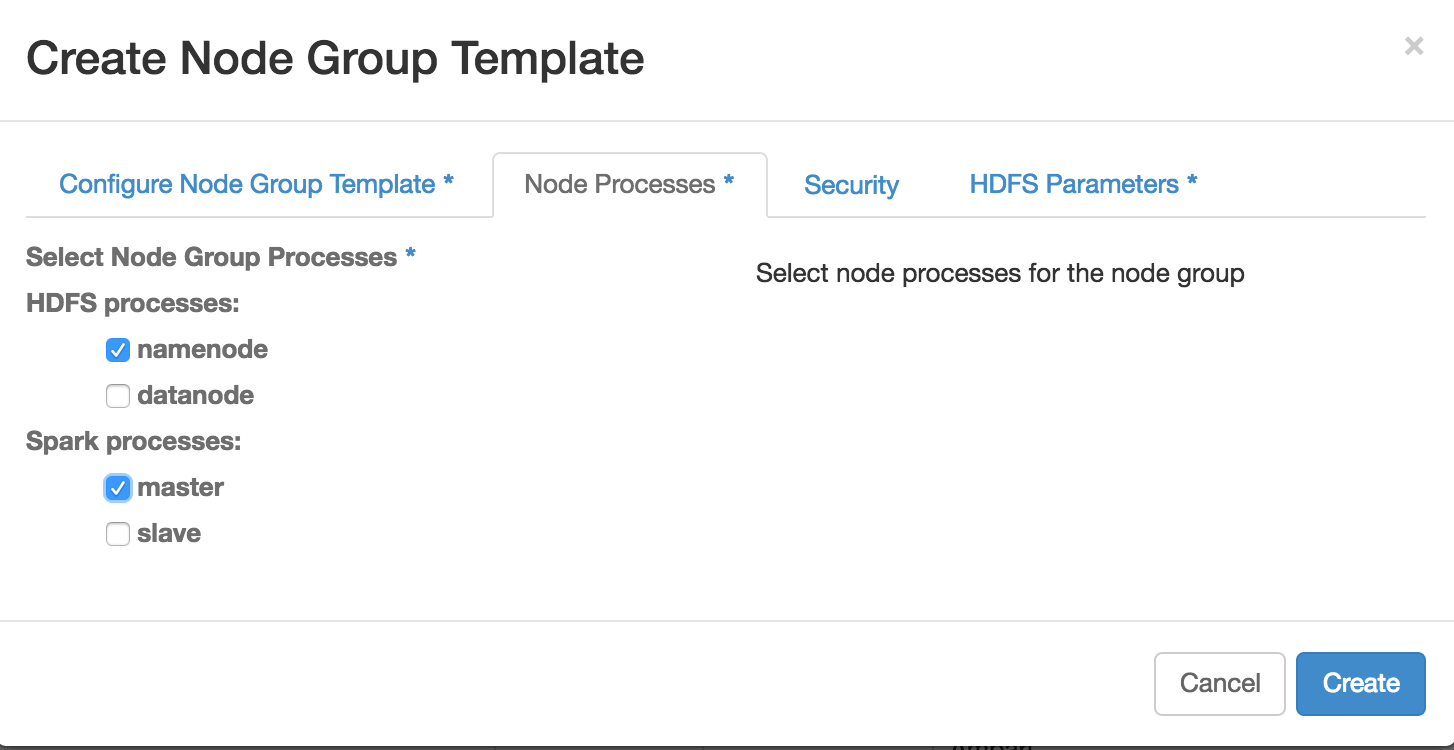 Create Node Group Template
×
Configure Node Group Template * Node Processes * Security HDFS Parameters *
Select Node Group Processes *
Select node processes for the node group
HDFS processes:
namenode
datanode
Spark processes:
master
slave
Cancel Create